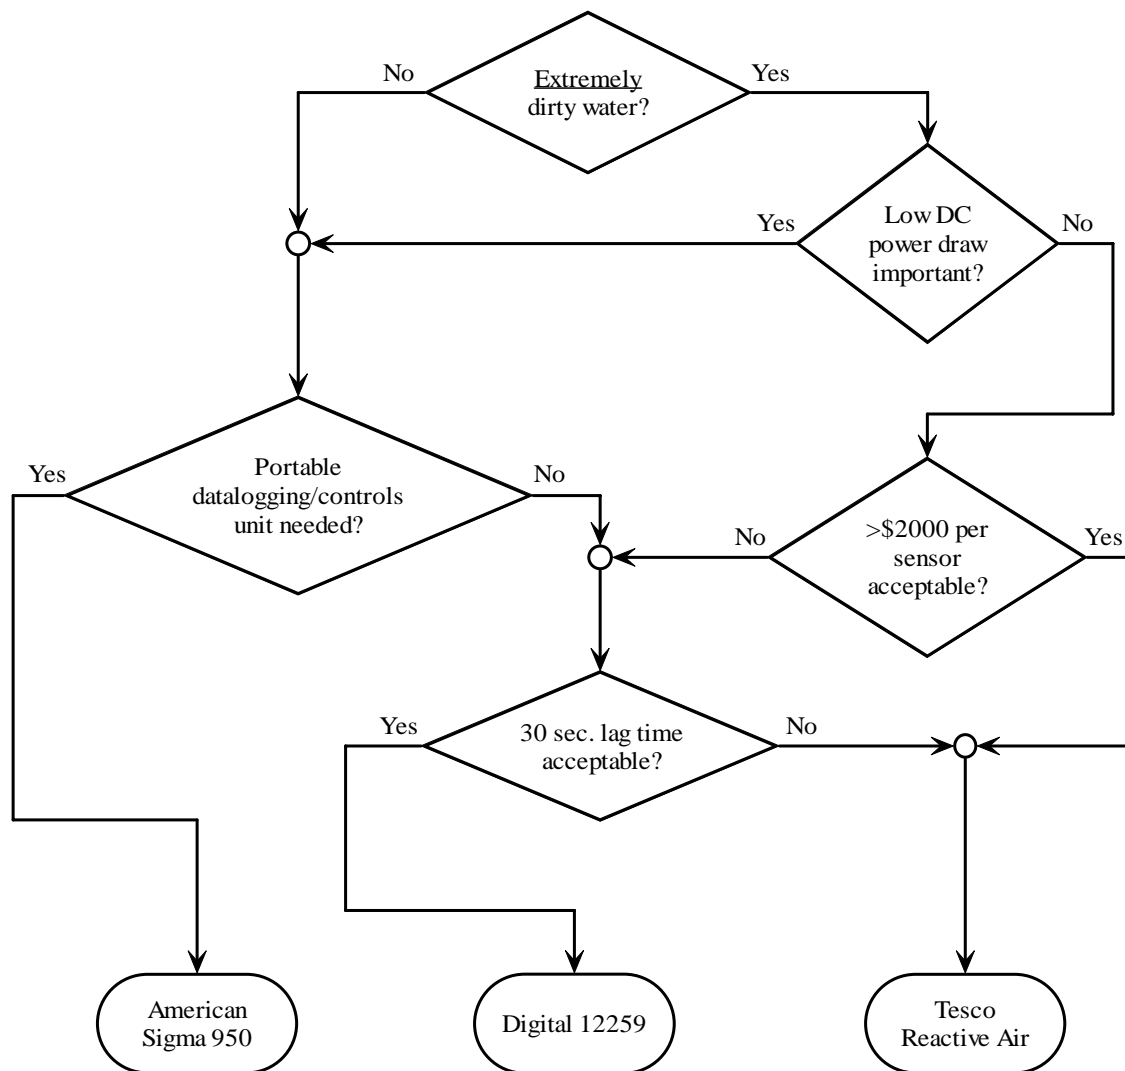 No
Extremely
dirty water?
Yes
Yes
Low DC
power draw
important?
No
Yes
Portable
datalogging/controls
unit needed?
No
No
>$2000 per
sensor
acceptable?
Yes
Yes
30 sec. lag time
acceptable?
No
American
Sigma 950
Digital 12259
Tesco
Reactive Air